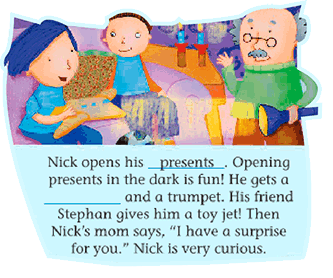 Nick opens his presents. Opening
presents in the dark is fun! He gets a
__________ and a trumpet. His friend
Stephan gives him a toy jet! Then
Nick's mom says, “I have a surprise
for you.” Nick is very curious.